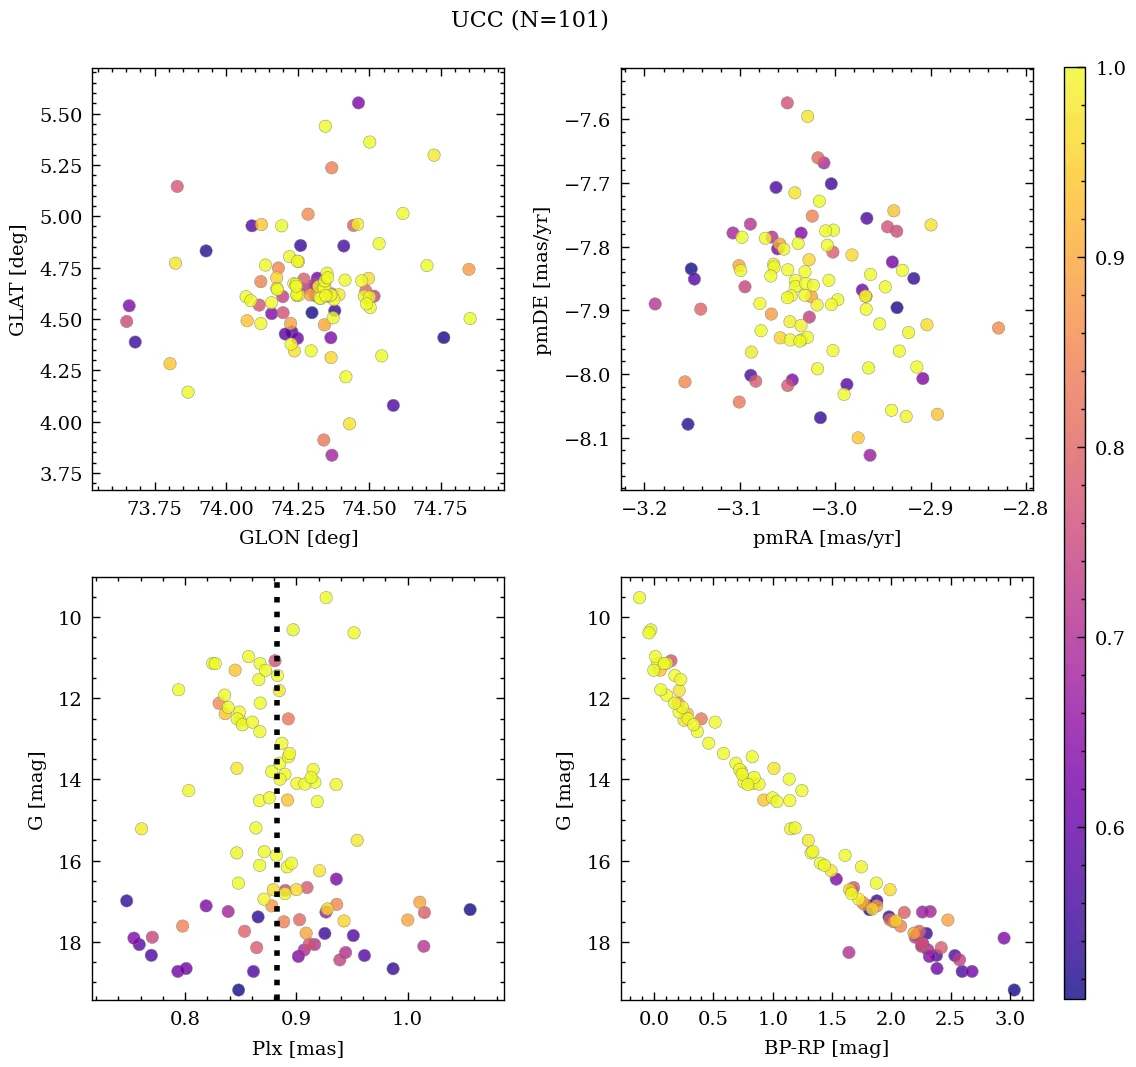 UCC (N=101)
5.50
5.25
5.00
4.75
4.50
4.25
4.00
3.75
GLAT [deg]
73.75 74.00 74.25 74.50 74.75
GLON [deg]
−7.6
−7.7
−7.8
−7.9
−8.0
−8.1
pmDE [mas/yr]
−3.2 −3.1 −3.0 −2.9 −2.8
pmRA [mas/yr]
1.0
0.9
0.8
0.7
0.6
10
12
14
16
18
G [mag]
0.8 0.9 1.0
Plx [mas]
10
12
14
16
18
G [mag]
0.0 0.5 1.0 1.5 2.0 2.5 3.0
BP-RP [mag]